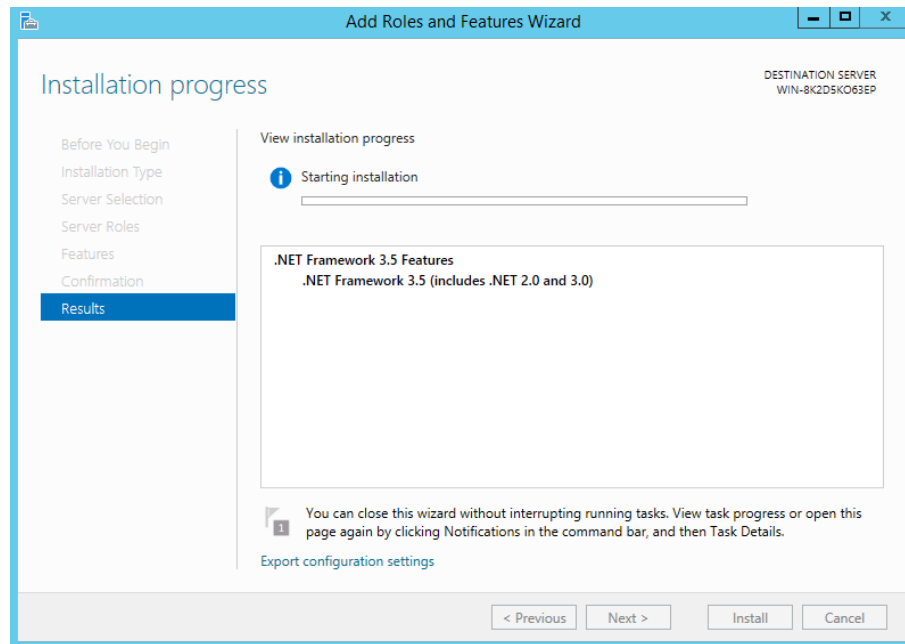 Add Roles and Features Wizard
Installation progress
DESTINATION SERVER
WIN-8K2D5KO63EP
Before You Begin
Installation Type
Server Selection
Server Roles
Features
Confirmation
Results
View installation progress
Starting installation
.NET Framework 3.5 Features
.NET Framework 3.5 (includes .NET 2.0 and 3.0)
1
You can close this wizard without interrupting running tasks. View task progress or open this
page again by clicking Notifications in the command bar, and then Task Details.
Export configuration settings
< Previous
Next >
Install
Cancel